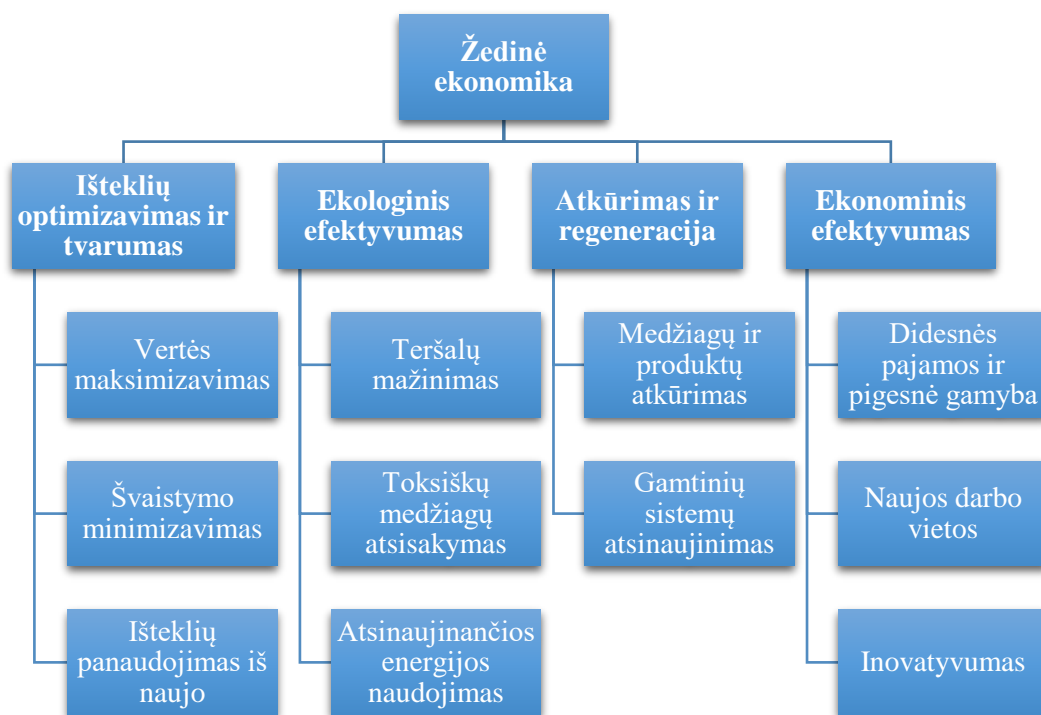 Žedinė
ekonomika
Išteklių
optimizavimas ir
tvarumas
Ekologinis
efektyvumas
Atkūrimas ir
regeneracija
Ekonominis
efektyvumas
Vertės
maksimizavimas
Teršalų
mažinimas
Medžiagų ir
produktų
atkūrimas
Didesnės
pajamos ir
pigesnė gamyba
Švaistymo
minimizavimas
Toksiškų
medžiagų
atsisakymas
Gamtinių
sistemų
atsinaujinimas
Naujos darbo
vietos
Išteklių
panaudojimas iš
naujo
Atsinaujinančios
energijos
naudojimas
Inovatyvumas